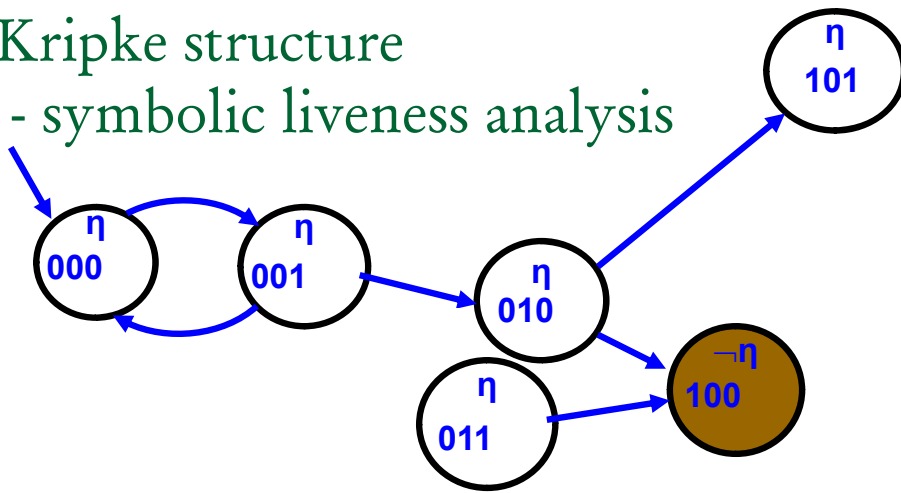 Kripke structure
- symbolic liveness analysis
η
101
η
000
η
001
η
010
¬η
100
η
011